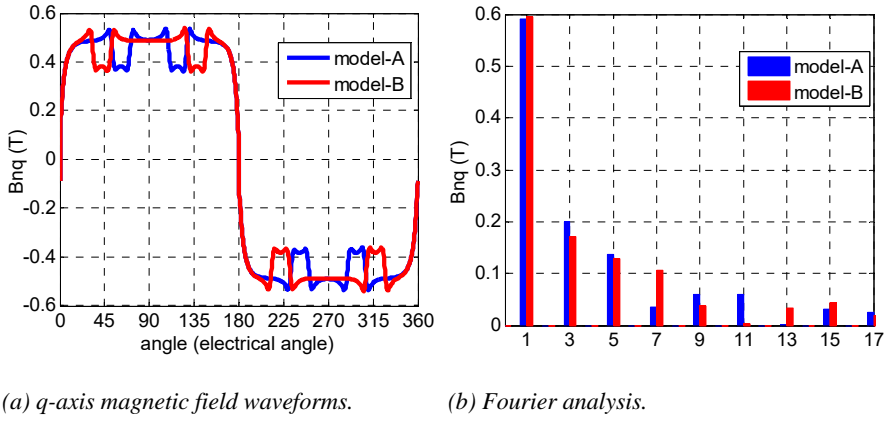 0.6
0.4
0.2
0
-0.2
-0.4
-0.6
Bnq (T)
0 45 90 135 180 225 270 315 360
angle (electrical angle)
model-A
model-B
0.6
0.5
0.4
0.3
0.2
0.1
0
Bnq (T)
1 3 5 7 9 11 13 15 17
model-A
model-B
(a) q-axis magnetic field waveforms.
(b) Fourier analysis.